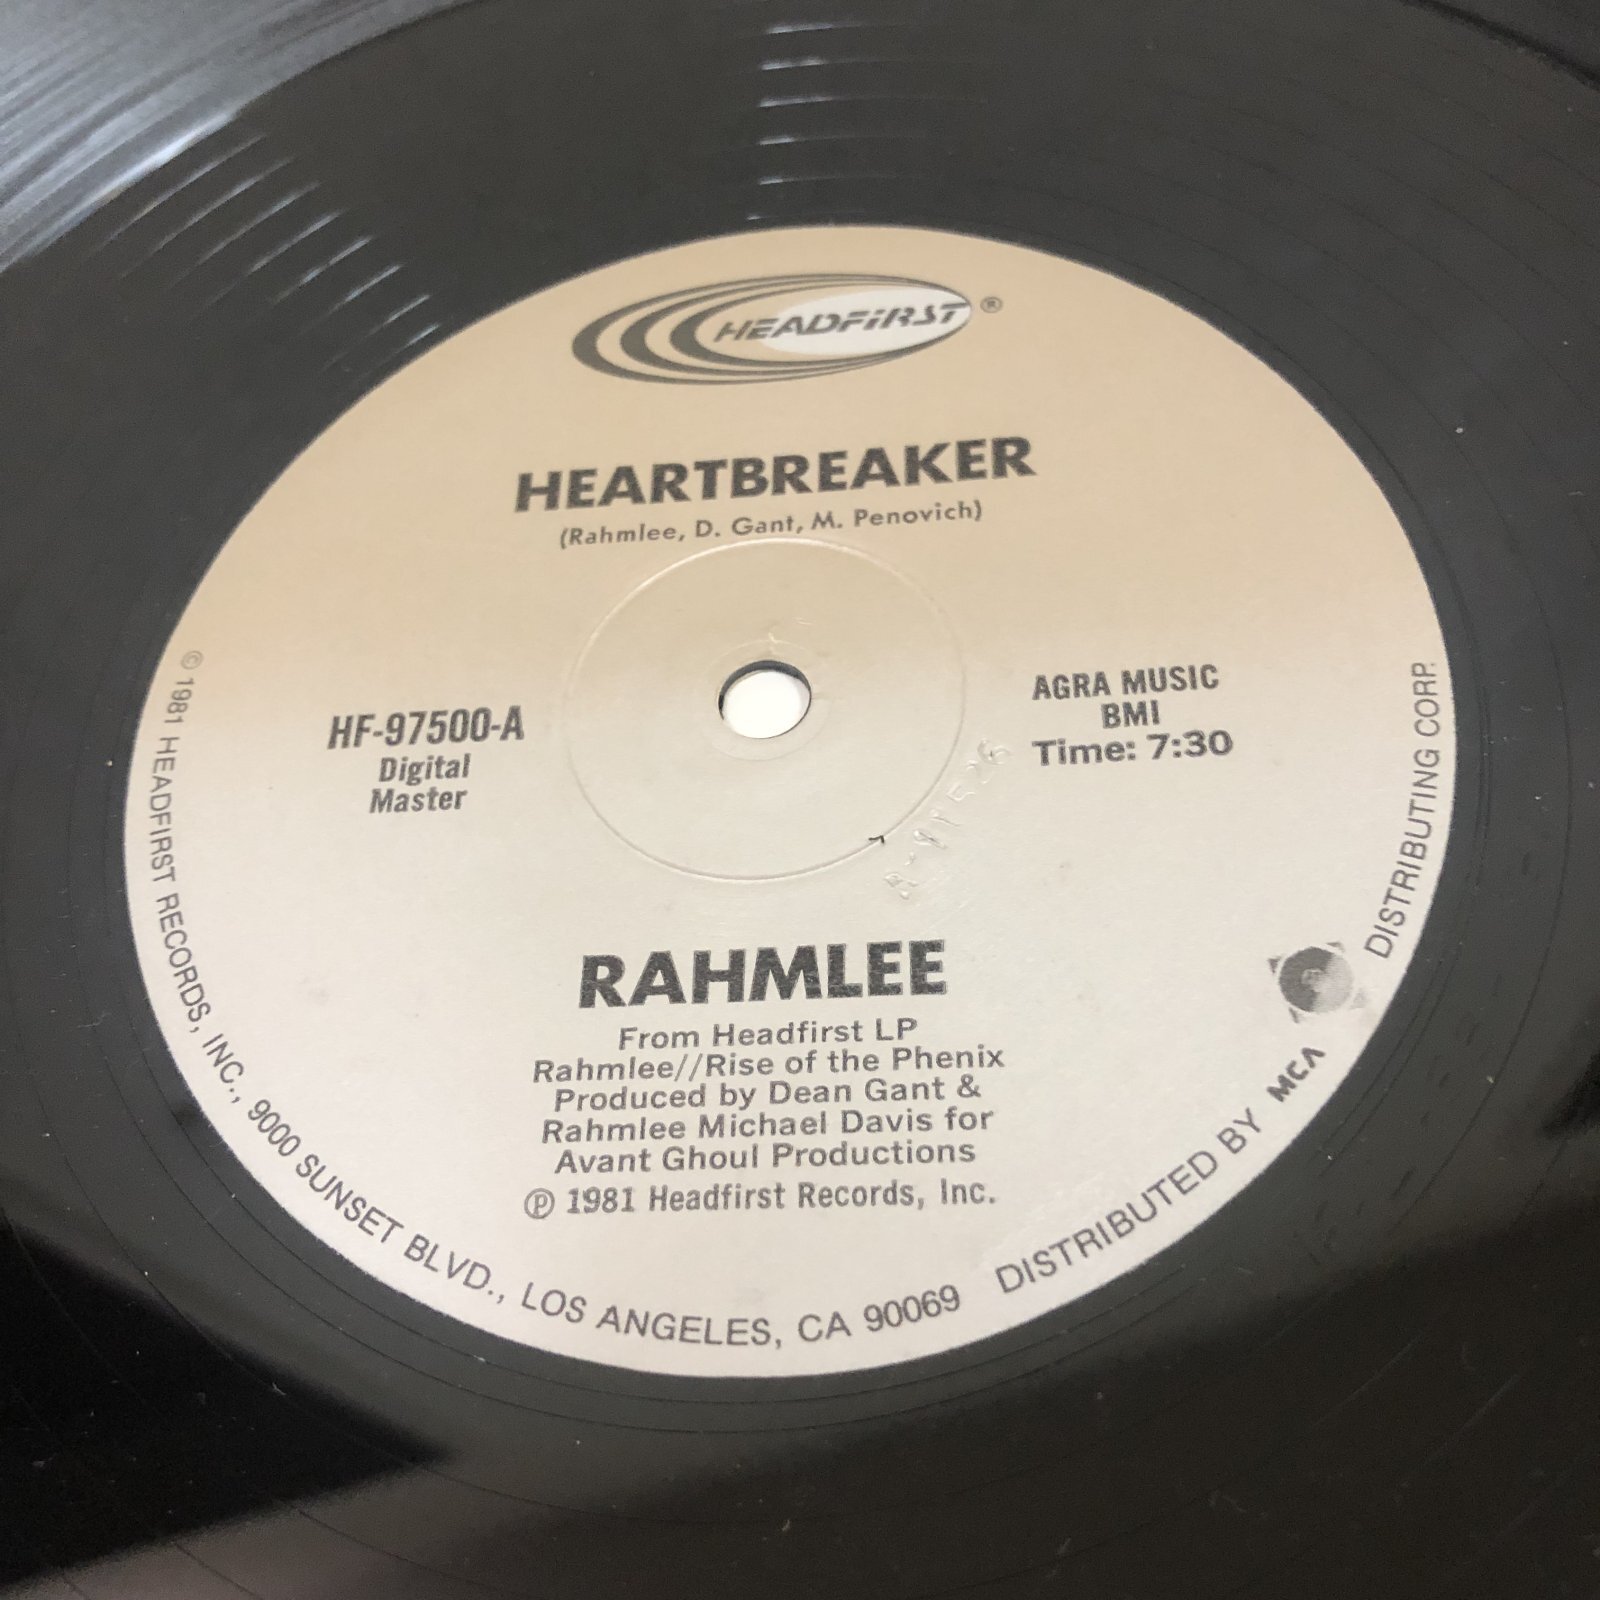 HEADFIRST ®
HEARTBREAKER
(Rahmlee, D. Gant, M. Penovich)
HF-97500-A
Digital
Master
AGRA MUSIC
BMI
Time: 7:30
RAHMLEE
From Headfirst LP
Rahmlee//Rise of the Phenix
Produced by Dean Gant &
Rahmlee Michael Davis for
Avant Ghoul Productions
℗ 1981 Headfirst Records, Inc.
© 1981 HEADFIRST RECORDS, INC., 9000 SUNSET BLVD., LOS ANGELES, CA 90069 DISTRIBUTED BY MCA DISTRIBUTING CORP.